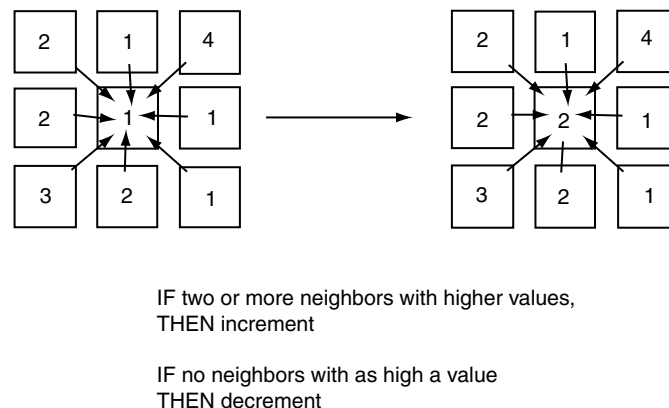 2 1 4 2 1 4
2 1 1 2 2 1
3 2 1 3 2 1
IF two or more neighbors with higher values,
THEN increment
IF no neighbors with as high a value
THEN decrement